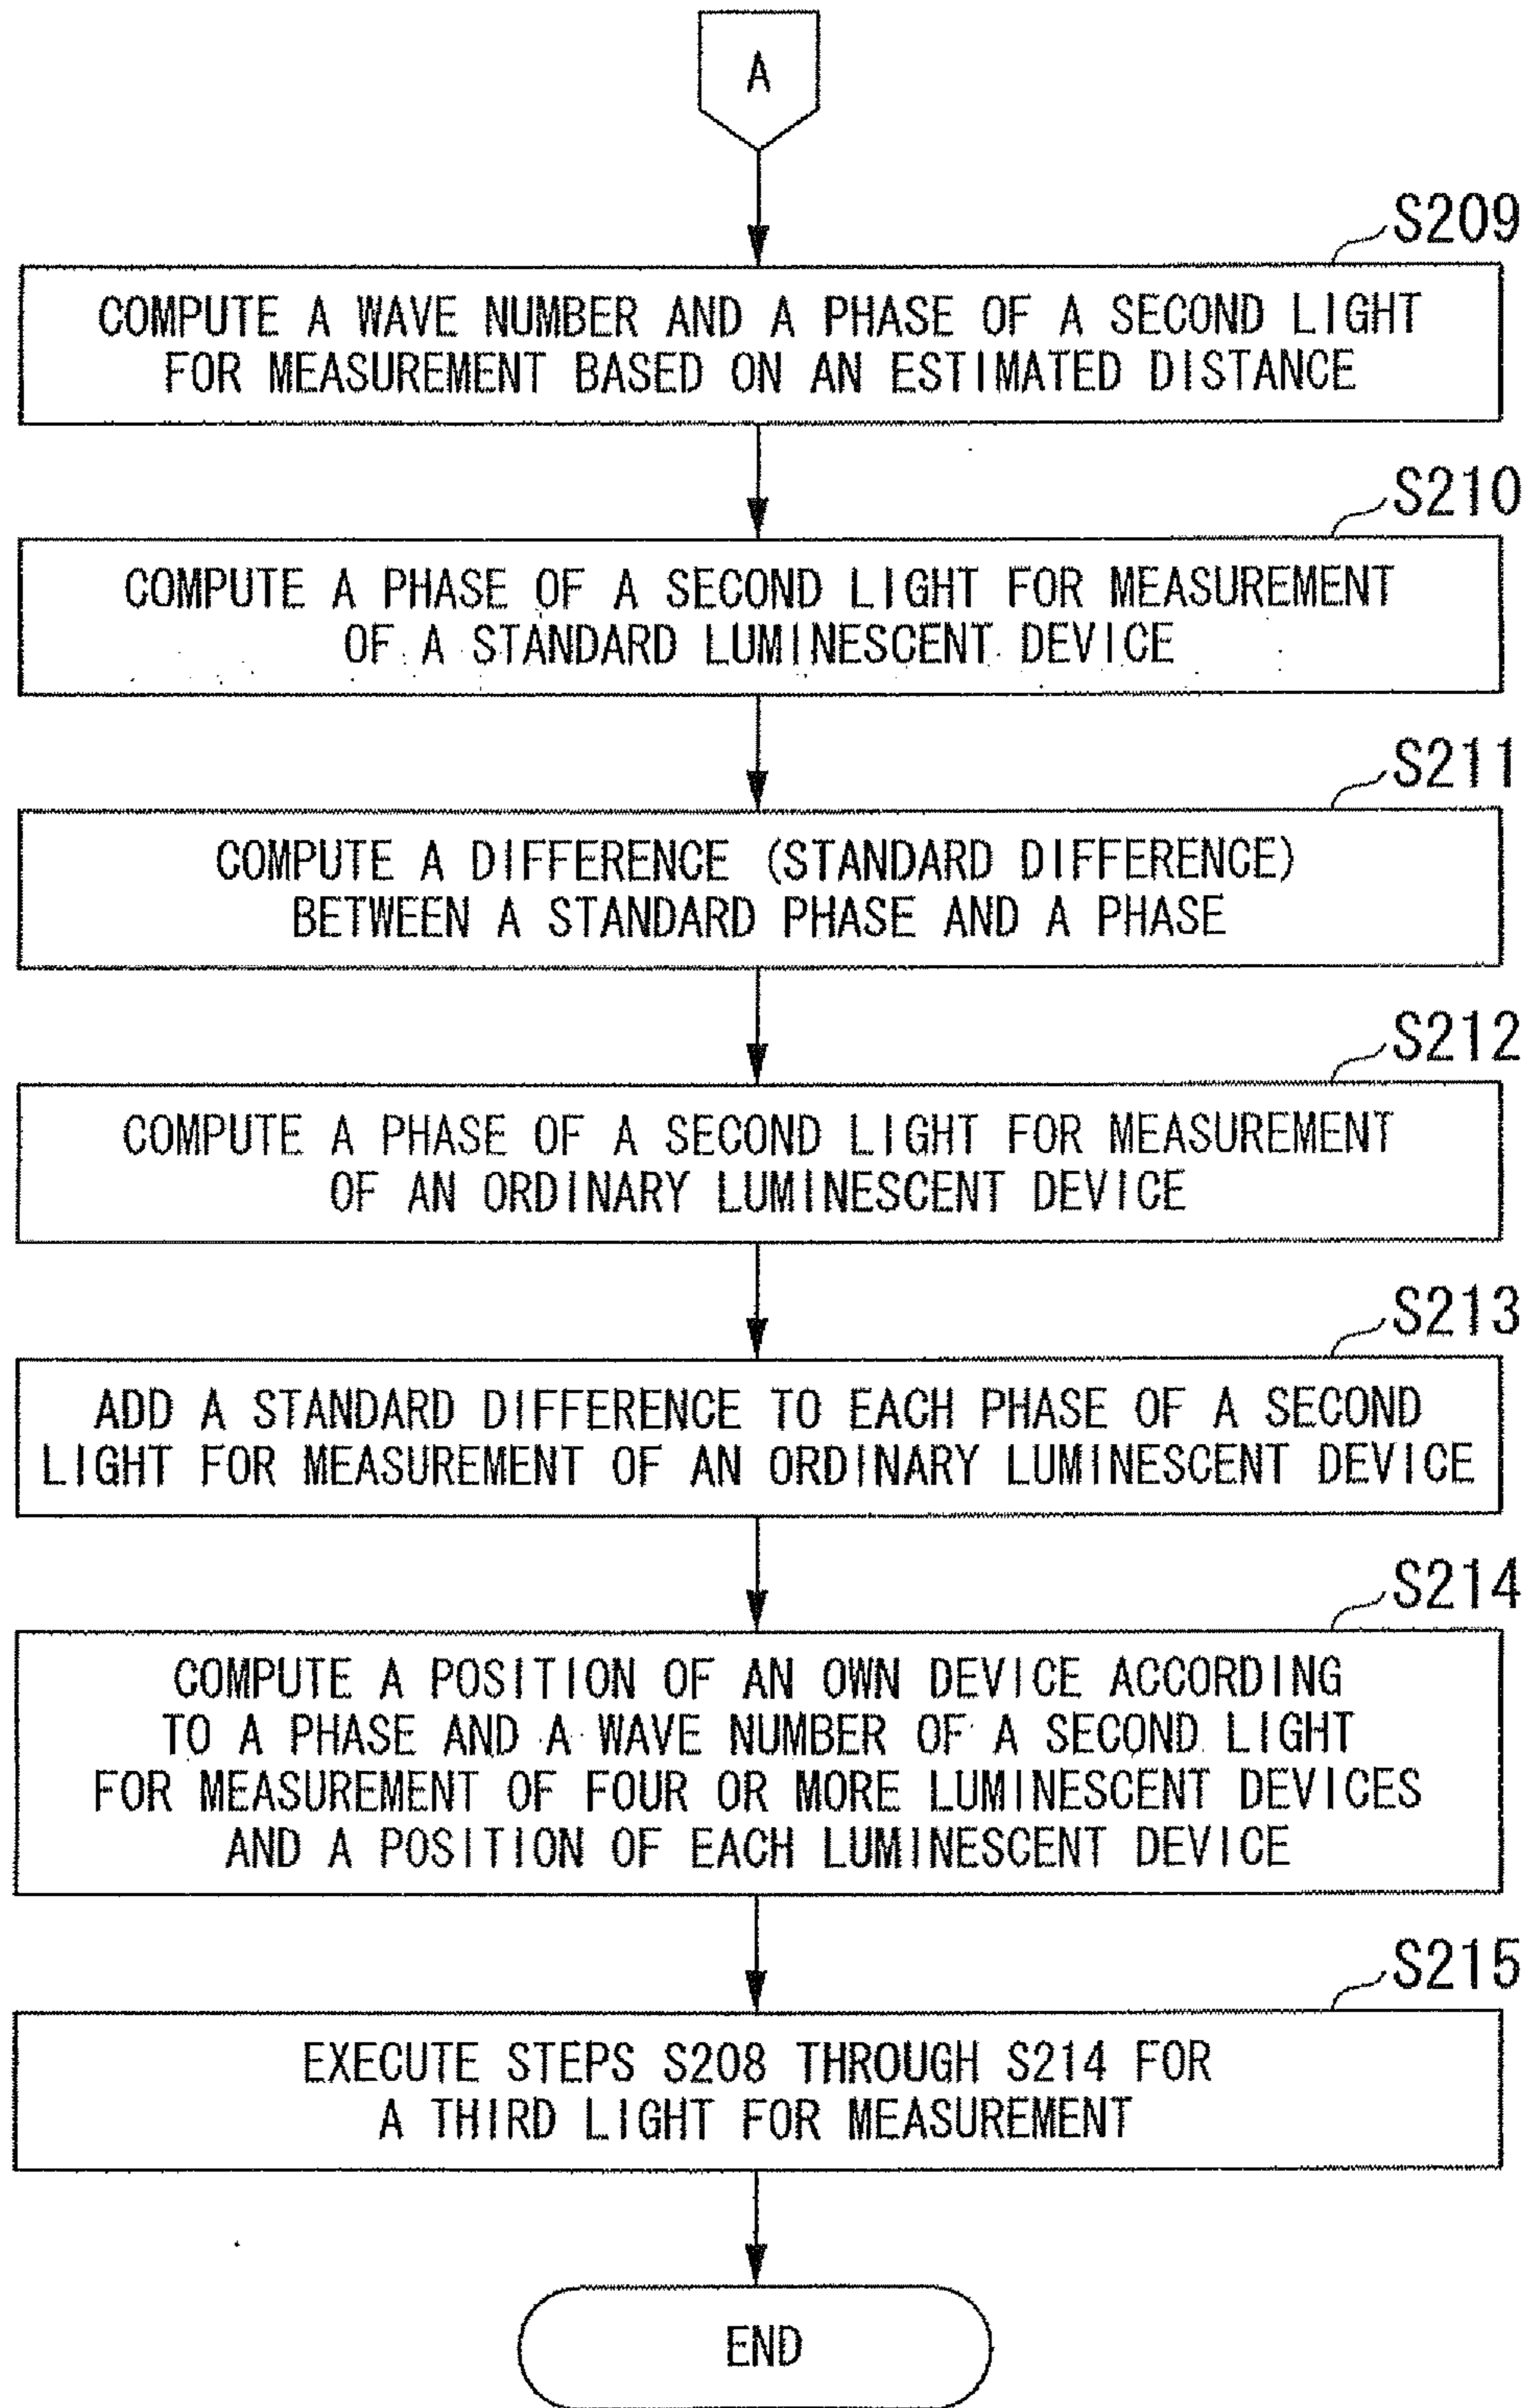 A
S209
COMPUTE A WAVE NUMBER AND A PHASE OF A SECOND LIGHT
FOR MEASUREMENT BASED ON AN ESTIMATED DISTANCE
S210
COMPUTE A PHASE OF A SECOND LIGHT FOR MEASUREMENT
OF A STANDARD LUMINESCENT DEVICE
S211
COMPUTE A DIFFERENCE (STANDARD DIFFERENCE)
BETWEEN A STANDARD PHASE AND A PHASE
S212
COMPUTE A PHASE OF A SECOND LIGHT FOR MEASUREMENT
OF AN ORDINARY LUMINESCENT DEVICE
S213
ADD A STANDARD DIFFERENCE TO EACH PHASE OF A SECOND
LIGHT FOR MEASUREMENT OF AN ORDINARY LUMINESCENT DEVICE
S214
COMPUTE A POSITION OF AN OWN DEVICE ACCORDING
TO A PHASE AND A WAVE NUMBER OF A SECOND LIGHT
FOR MEASUREMENT OF FOUR OR MORE LUMINESCENT DEVICES
AND A POSITION OF EACH LUMINESCENT DEVICE
S215
EXECUTE STEPS S208 THROUGH S214 FOR
A THIRD LIGHT FOR MEASUREMENT
END